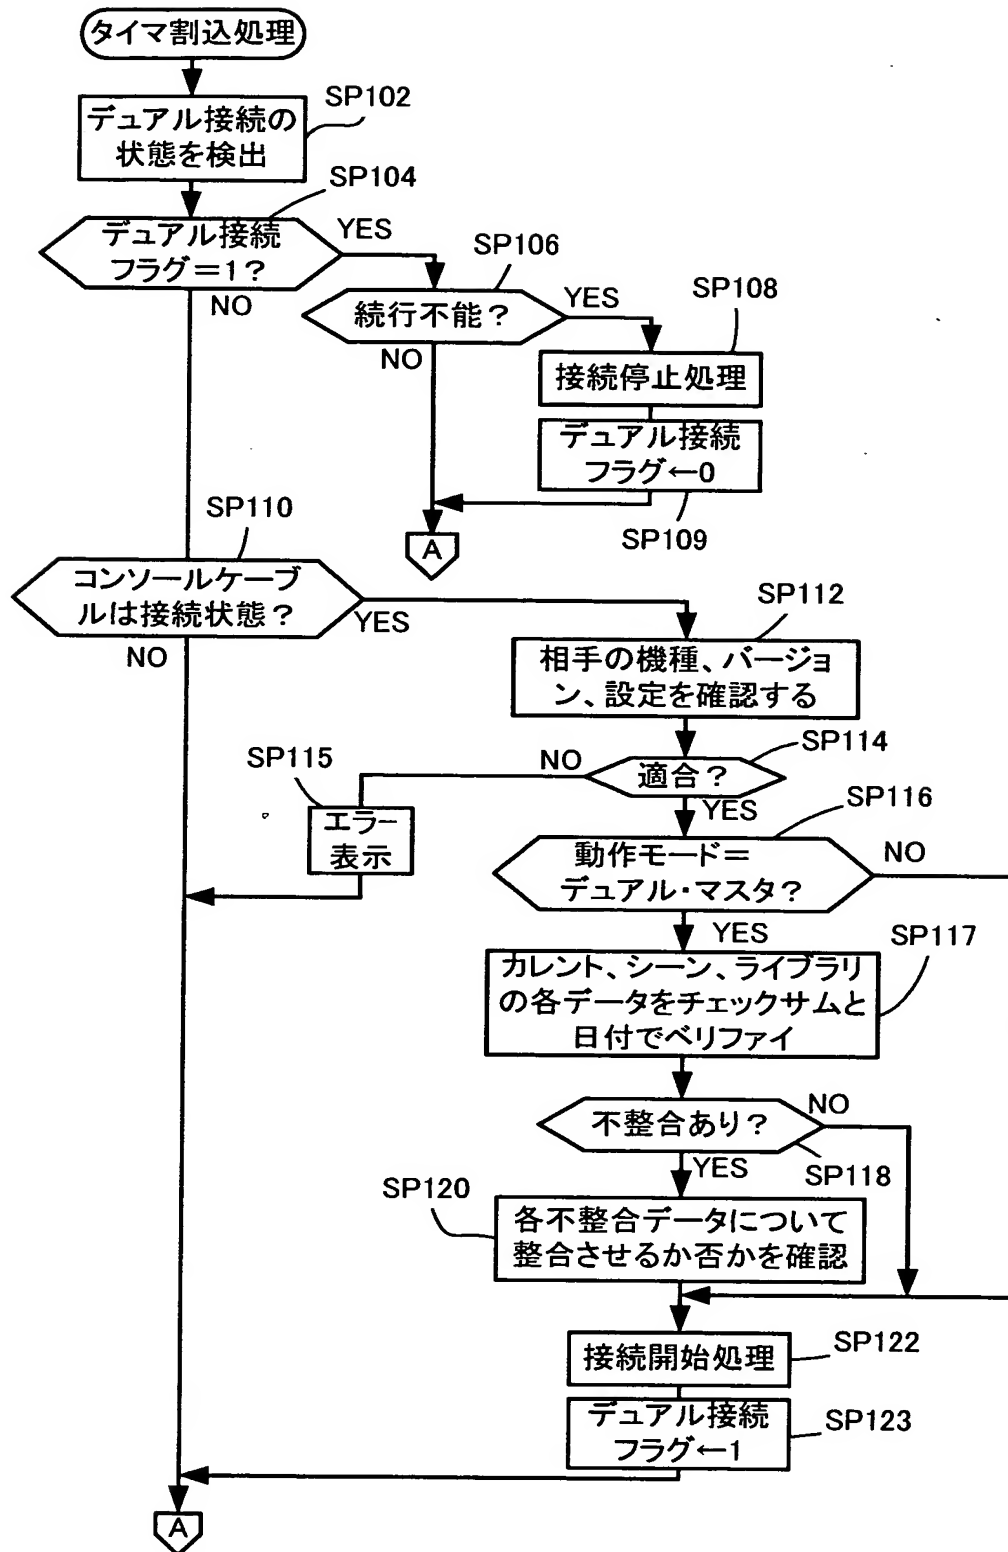 タイマ割込処理
SP102
デュアル接続の
状態を検出
SP104
デュアル接続
フラグ=1?
YES
NO
SP106
続行不能?
YES
NO
SP108
接続停止処理
デュアル接続
フラグ←0
SP109
A
SP110
コンソールケーブ
ルは接続状態?
YES
NO
SP112
相手の機種、バージョ
ン、設定を確認する
SP114
適合?
NO
YES
SP115
エラー
表示
SP116
動作モード=
デュアル・マスタ?
NO
YES
SP117
カレント、シーン、ライブラリ
の各データをチェックサムと
日付でベリファイ
不整合あり?
NO
YES
SP118
SP120
各不整合データについて
整合させるか否かを確認
接続開始処理
SP122
デュアル接続
フラグ←1
SP123
A